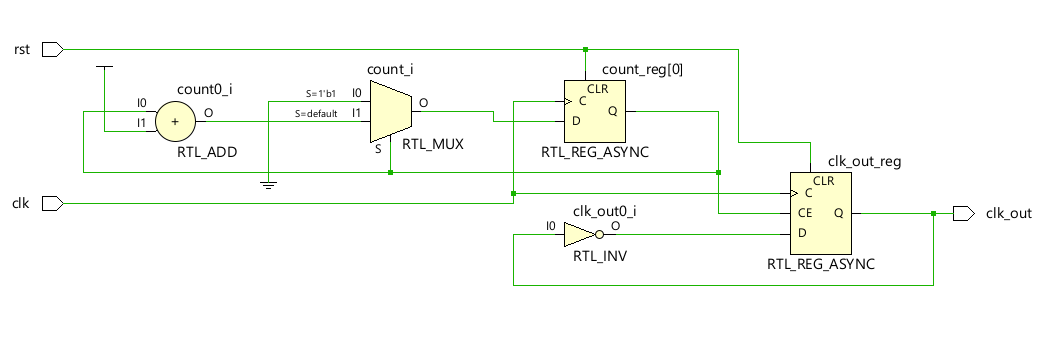 rst
count0_i
I0
I1
+
O
RTL_ADD
count_i
S=1'b1
I0
S=default
I1
O
S
RTL_MUX
count_reg[0]
CLR
C
D
Q
RTL_REG_ASYNC
clk
clk_out0_i
I0
O
RTL_INV
clk_out_reg
CLR
C
CE
D
Q
RTL_REG_ASYNC
clk_out